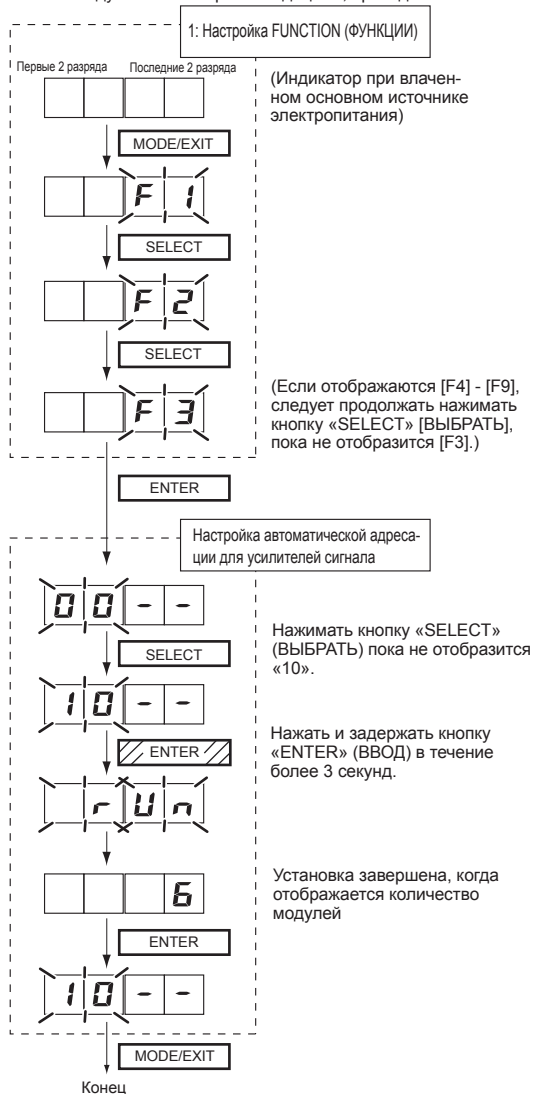 1: Настройка FUNCTION (ФУНКЦИИ)
Первые 2 разряда Последние 2 разряда
(Индикатор при влачен-
ном основном источнике
электропитания)
MODE/EXIT
F 1
SELECT
F 2
SELECT
F 3
(Если отображаются [F4] - [F9],
следует продолжать нажимать
кнопку «SELECT» [ВЫБРАТЬ],
пока не отобразится [F3].)
ENTER
Настройка автоматической адреса-
ции для усилителей сигнала
0 0 - -
Нажимать кнопку «SELECT»
(ВЫБРАТЬ) пока не отобразится
«10».
SELECT
1 0 - -
Нажать и задержать кнопку
«ENTER» (ВВОД) в течение
более 3 секунд.
ENTER
r U n
Установка завершена, когда
отображается количество
модулей
6
ENTER
1 0 - -
MODE/EXIT
Конец